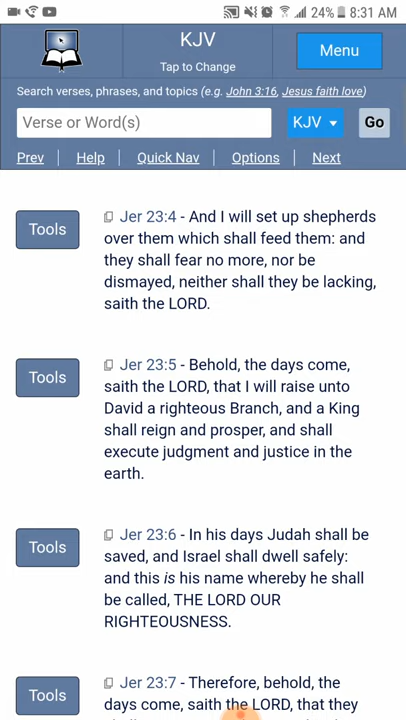 24% 8:31 AM
KJV
Tap to Change
Menu
Search verses, phrases, and topics (e.g. John 3:16, Jesus faith love)
Verse or Word(s)
KJV
Go
Prev
Help
Quick Nav
Options
Next
Tools
Jer 23:4 - And I will set up shepherds
over them which shall feed them: and
they shall fear no more, nor be
dismayed, neither shall they be lacking,
saith the LORD.
Tools
Jer 23:5 - Behold, the days come,
saith the LORD, that I will raise unto
David a righteous Branch, and a King
shall reign and prosper, and shall
execute judgment and justice in the
earth.
Tools
Jer 23:6 - In his days Judah shall be
saved, and Israel shall dwell safely:
and this is his name whereby he shall
be called, THE LORD OUR
RIGHTEOUSNESS.
Tools
Jer 23:7 - Therefore, behold, the
days come, saith the LORD, that they